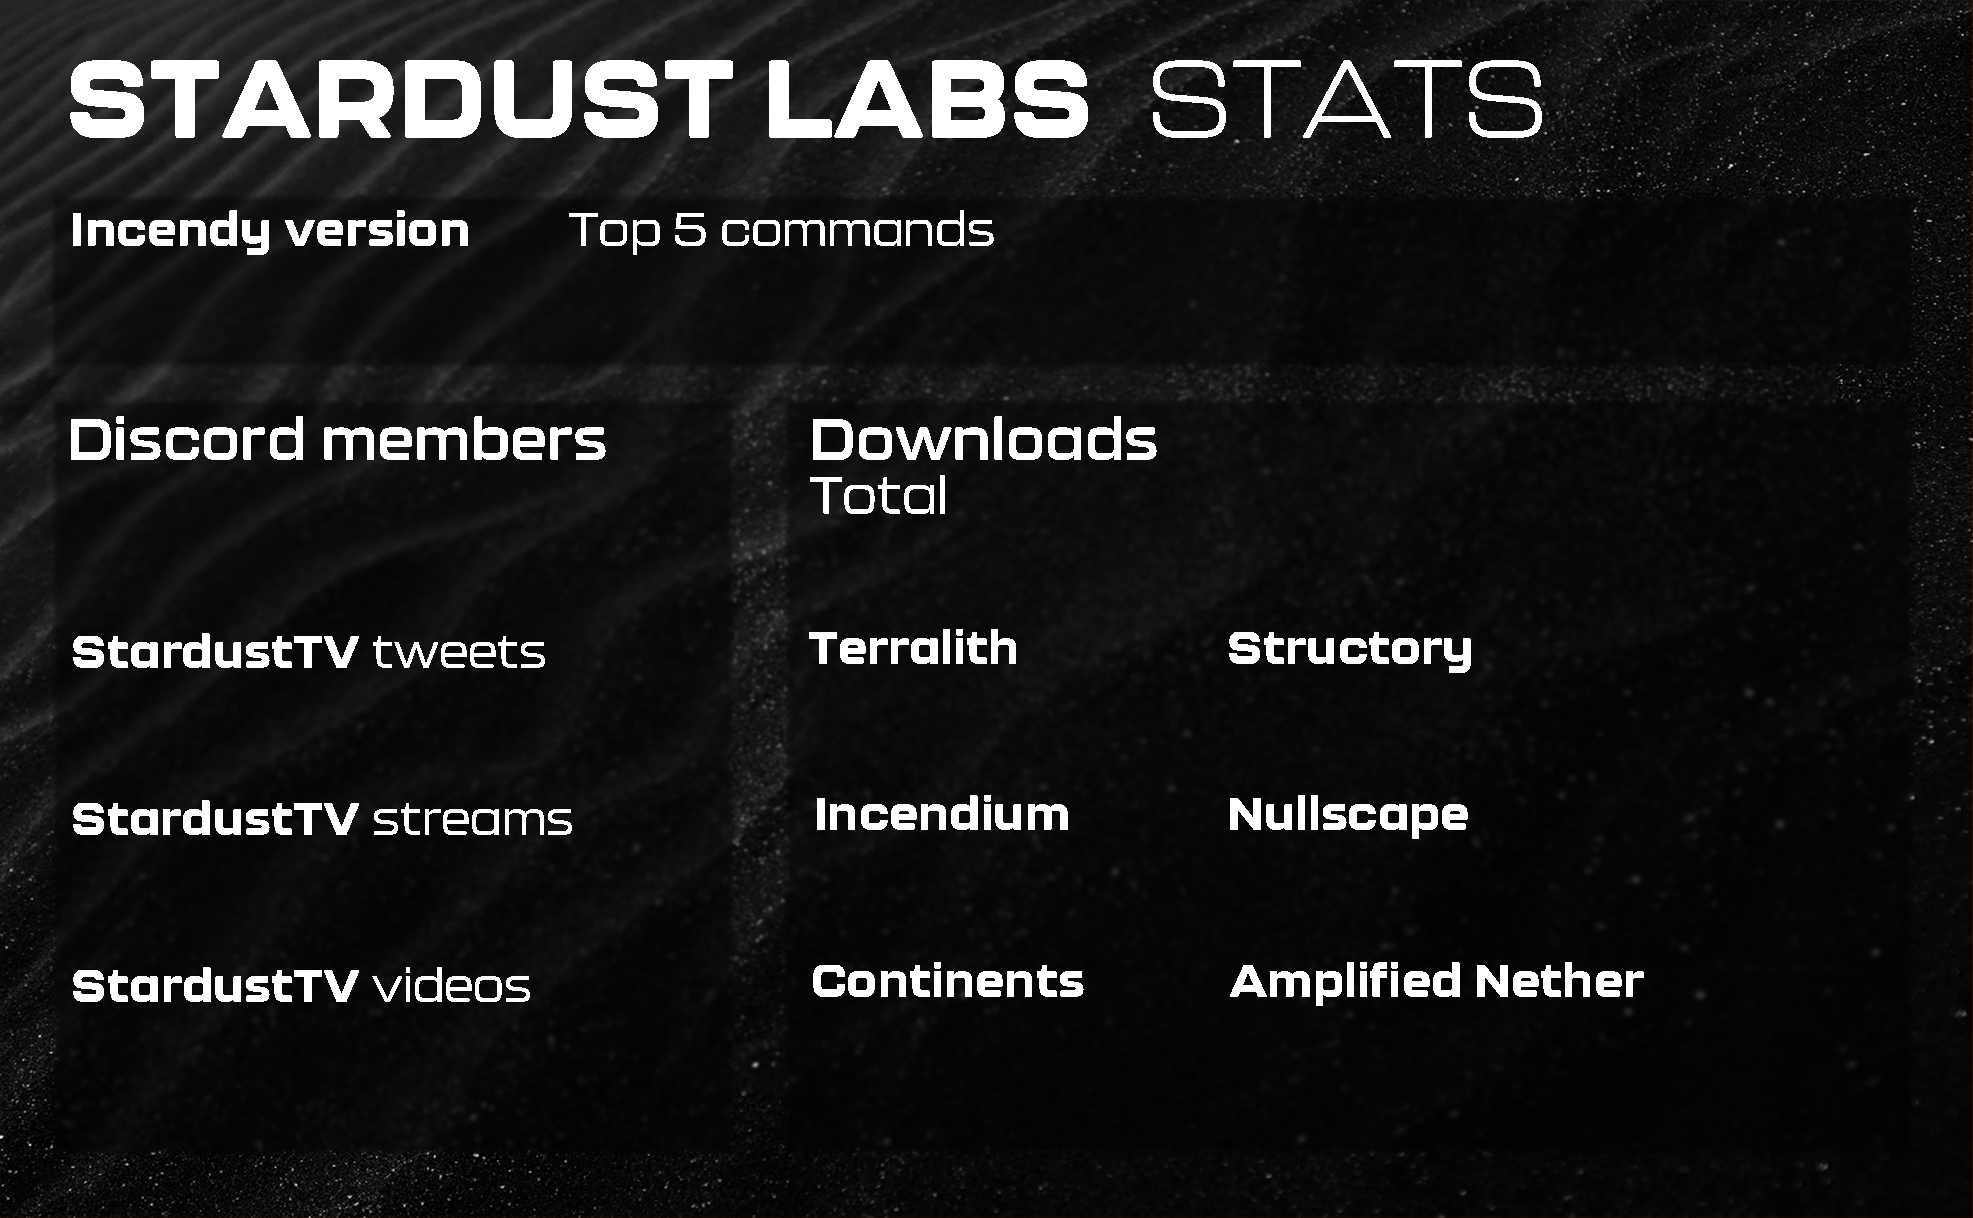 STARDUST LABS STATS
Incendy version
Top 5 commands
Discord members
StardustTV tweets
StardustTV streams
StardustTV videos
Downloads
Total
Terralith
Structory
Incendium
Nullscape
Continents
Amplified Nether